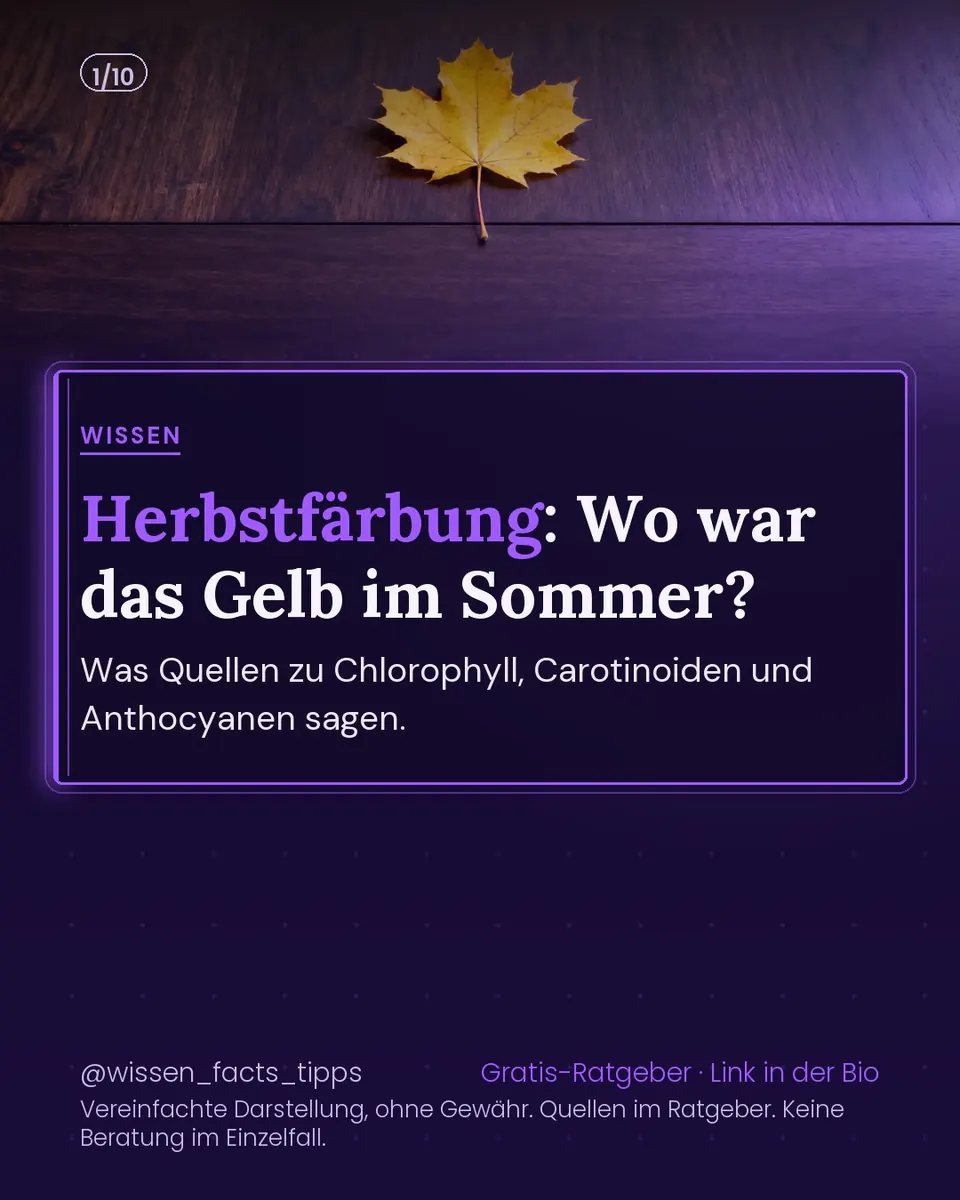 1/10
WISSEN
Herbstfärbung: Wo war
das Gelb im Sommer?
Was Quellen zu Chlorophyll, Carotinoiden und
Anthocyanen sagen.
@wissen_facts_tipps
Gratis-Ratgeber · Link in der Bio
Vereinfachte Darstellung, ohne Gewähr. Quellen im Ratgeber. Keine
Beratung im Einzelfall.